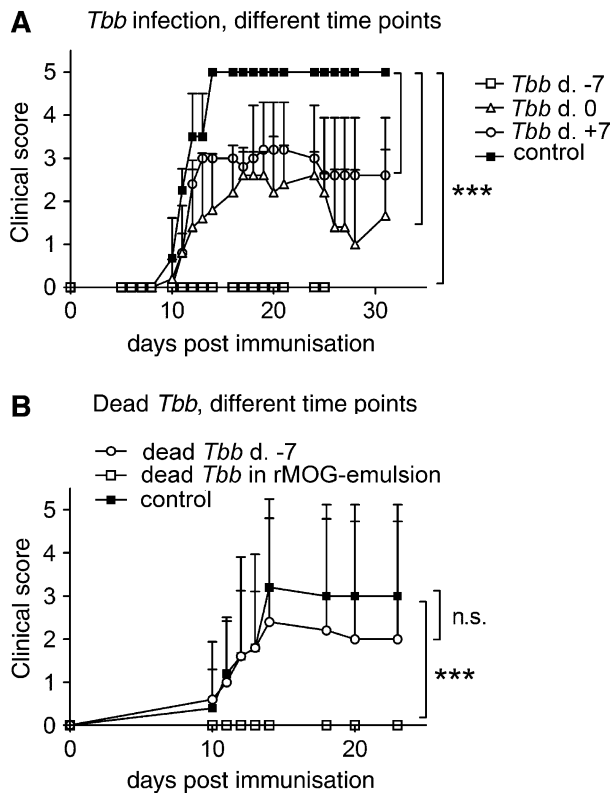 A
Tbb infection, different time points
5
4
3
2
1
0
Clinical score
0
10
20
30
days post immunisation
Tbb d. -7
Tbb d. 0
Tbb d. +7
control
***
B
Dead Tbb, different time points
dead Tbb d. -7
dead Tbb in rMOG-emulsion
control
5
4
3
2
1
0
Clinical score
0
10
20
days post immunisation
n.s.
***